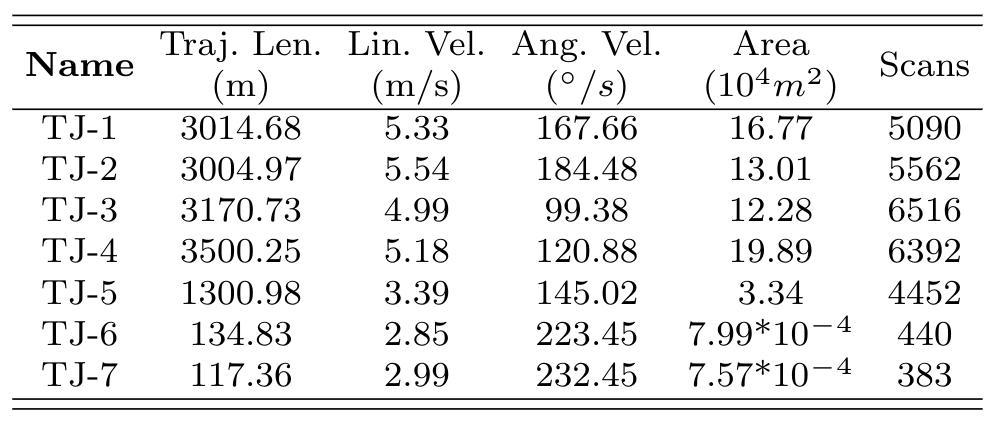 Name Traj. Len. (m) Lin. Vel. (m/s) Ang. Vel. (°/s) Area (10⁴m²) Scans
TJ-1 3014.68 5.33 167.66 16.77 5090
TJ-2 3004.97 5.54 184.48 13.01 5562
TJ-3 3170.73 4.99 99.38 12.28 6516
TJ-4 3500.25 5.18 120.88 19.89 6392
TJ-5 1300.98 3.39 145.02 3.34 4452
TJ-6 134.83 2.85 223.45 7.99*10⁻⁴ 440
TJ-7 117.36 2.99 232.45 7.57*10⁻⁴ 383